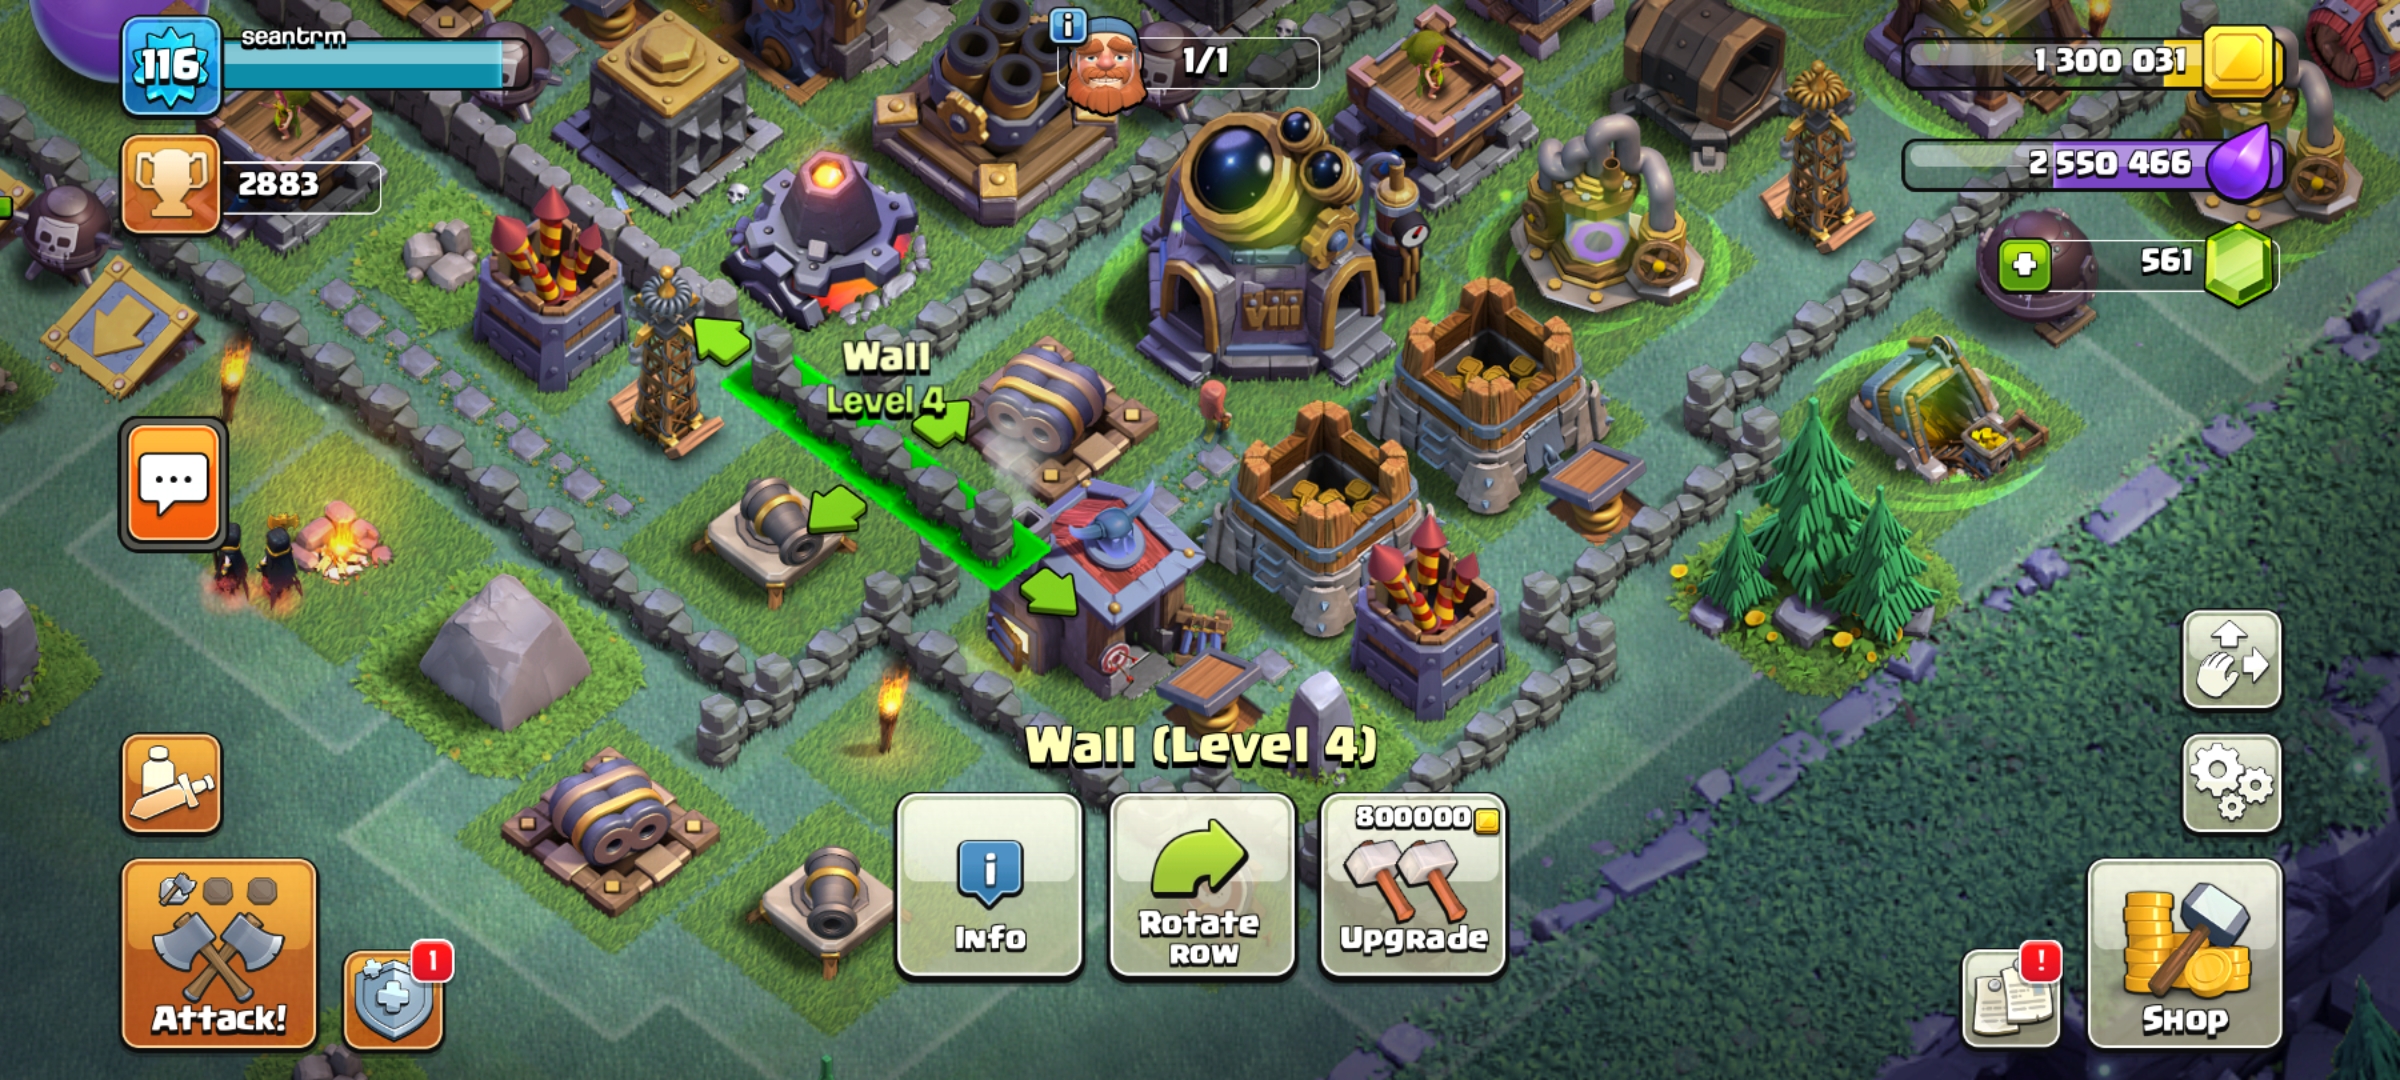 116
seantrm
1/1
1 300 031
2883
2 550 466
561
VIII
Wall
Level 4
Wall (Level 4)
800000
Info
Rotate
ROW
Upgrade
1
Attack!
!
Shop